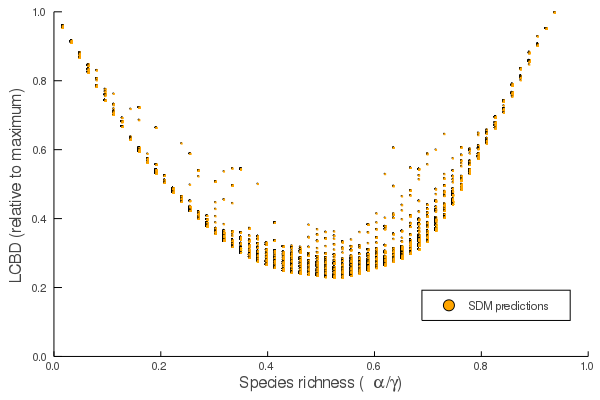 1.0
0.8
0.6
0.4
0.2
0.0
LCBD (relative to maximum)
SDM predictions
0.0 0.2 0.4 0.6 0.8 1.0
Species richness ( α/γ)